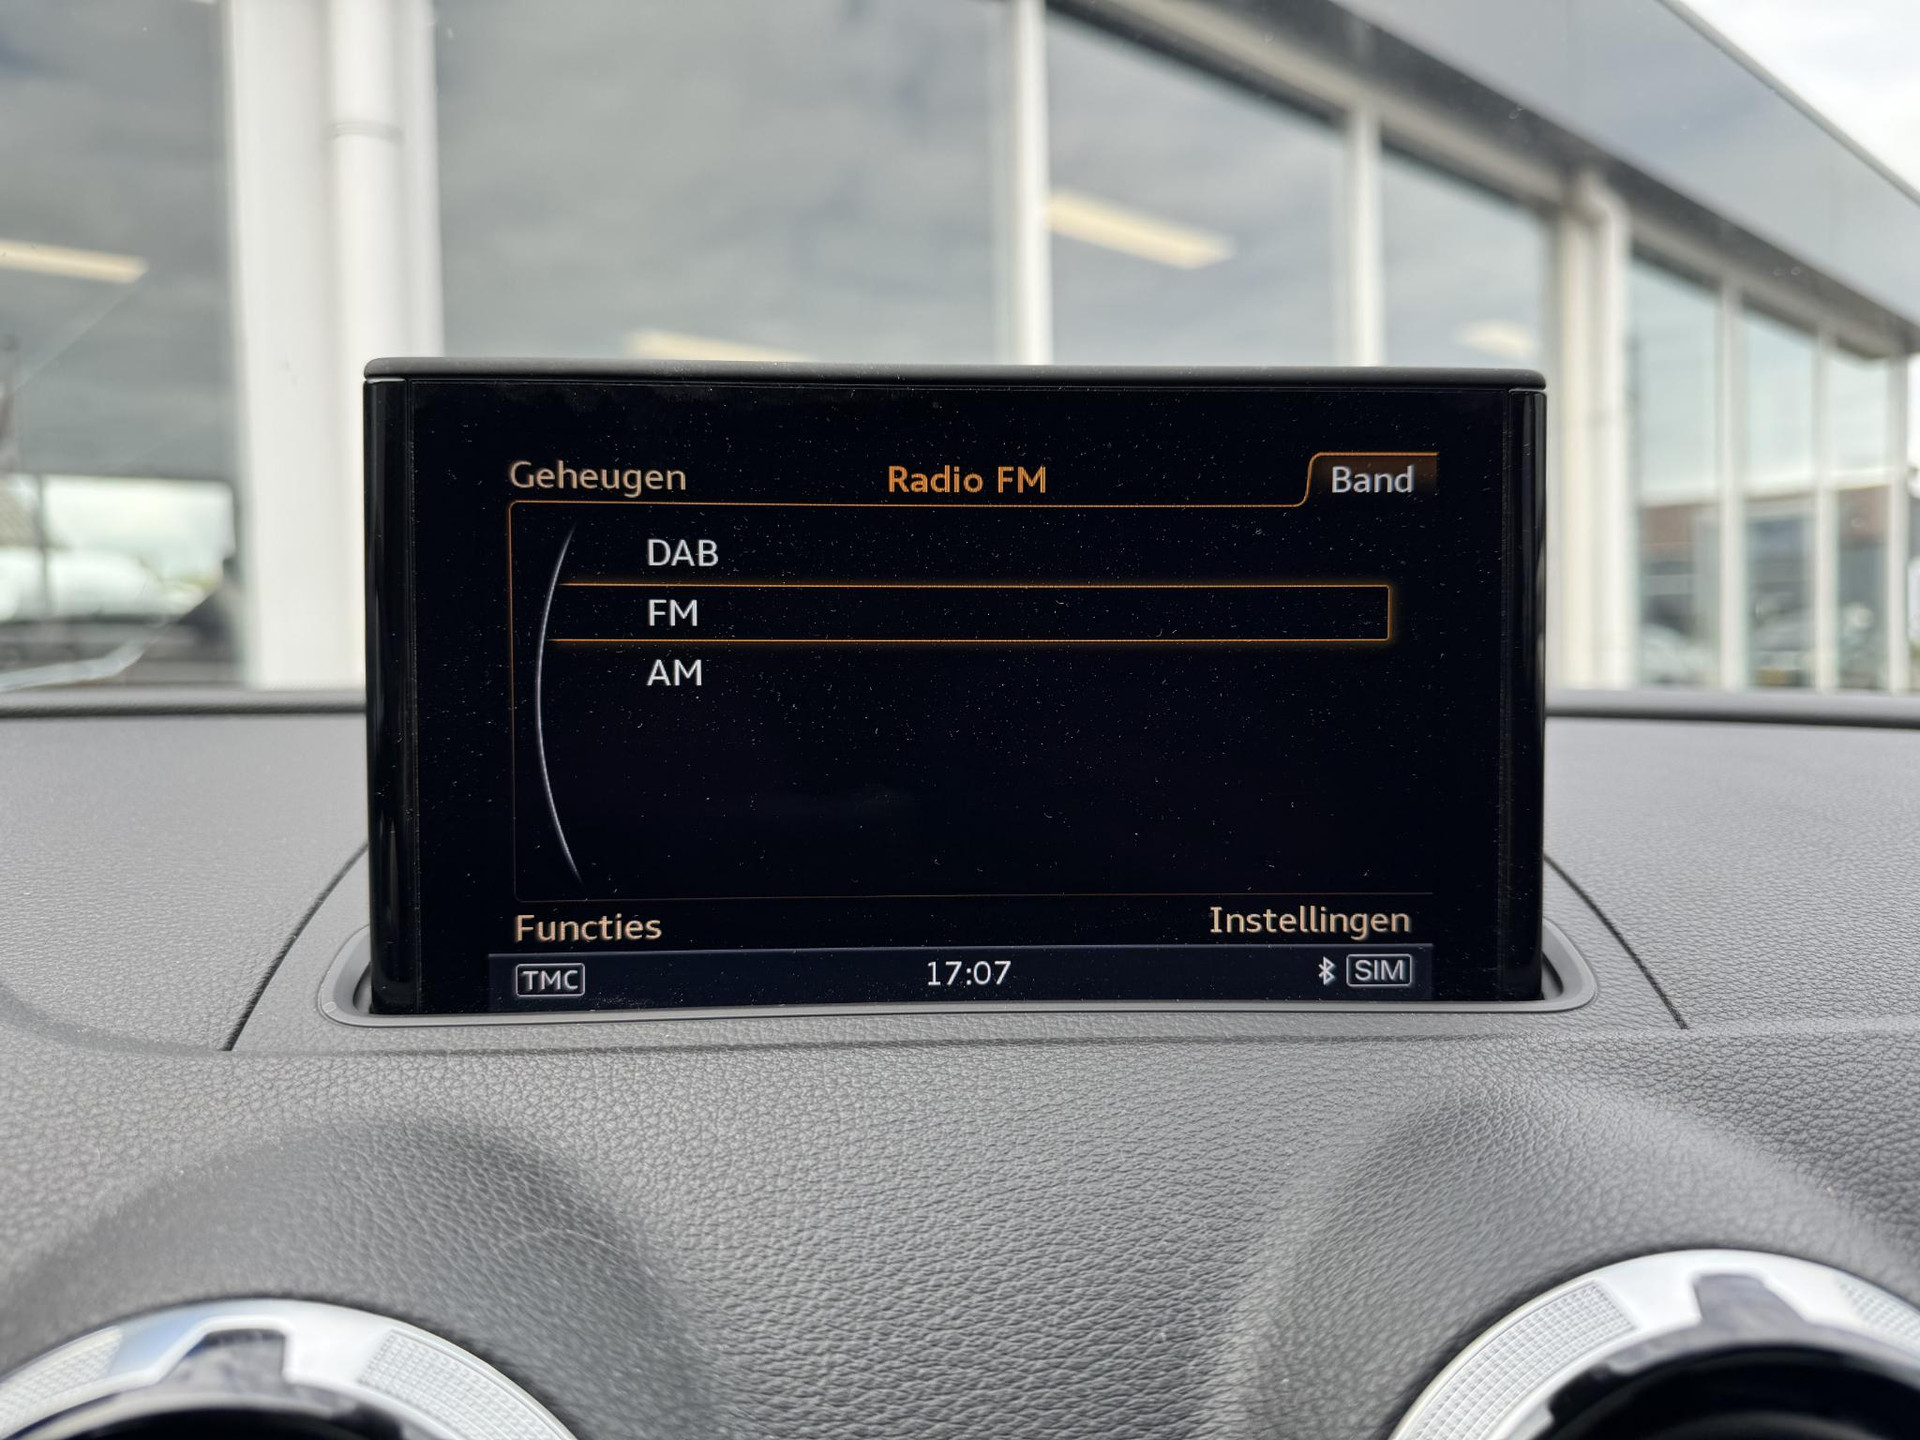 Geheugen Radio FM Band
DAB
FM
AM
Functies Instellingen
TMC 17:07 SIM